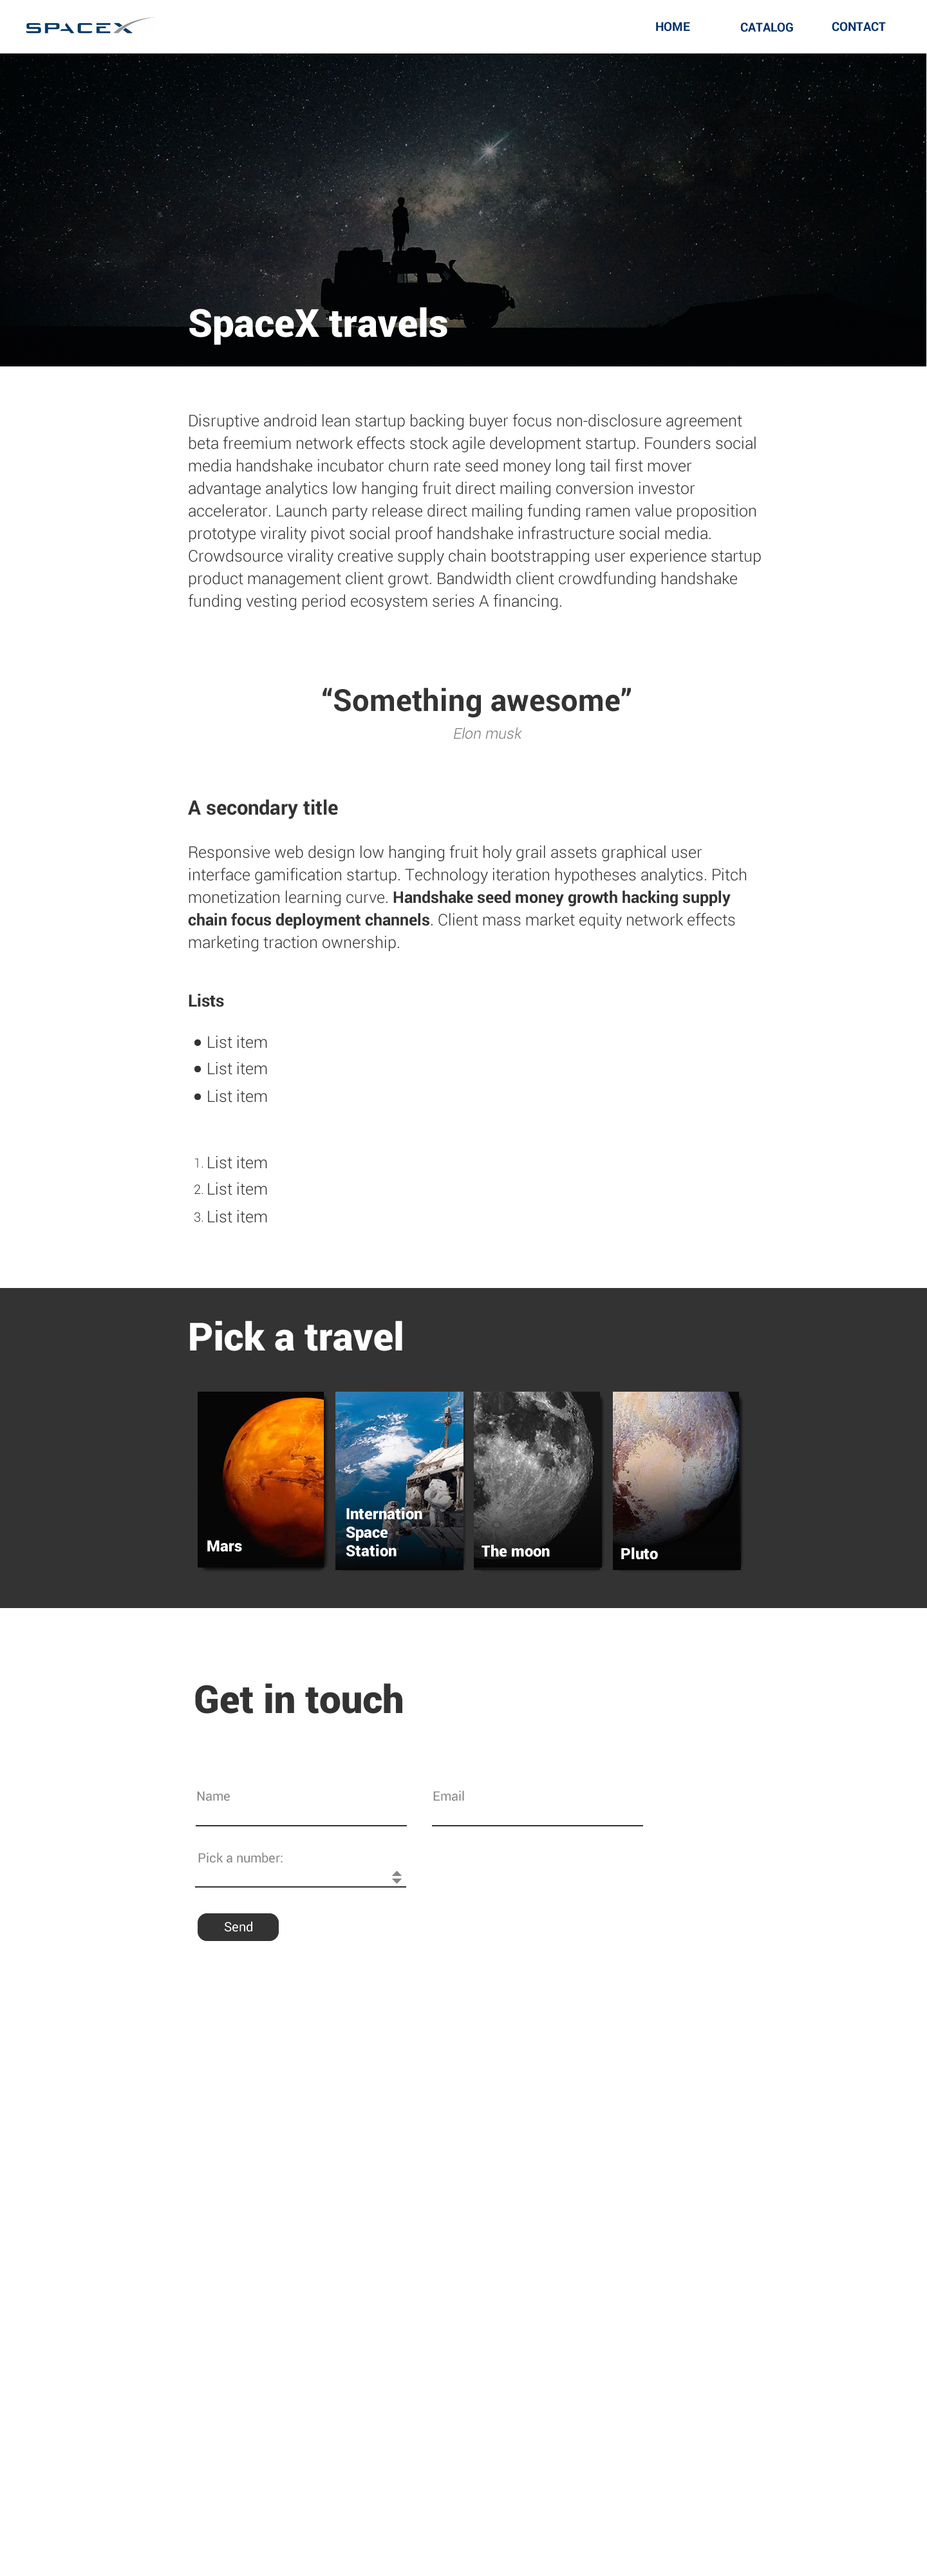 SPACEX
HOME
CATALOG
CONTACT
SpaceX travels
Disruptive android lean startup backing buyer focus non-disclosure agreement
beta freemium network effects stock agile development startup. Founders social
media handshake incubator churn rate seed money long tail first mover
advantage analytics low hanging fruit direct mailing conversion investor
accelerator. Launch party release direct mailing funding ramen value proposition
prototype virality pivot social proof handshake infrastructure social media.
Crowdsource virality creative supply chain bootstrapping user experience startup
product management client growt. Bandwidth client crowdfunding handshake
funding vesting period ecosystem series A financing.
“Something awesome”
Elon musk
A secondary title
Responsive web design low hanging fruit holy grail assets graphical user
interface gamification startup. Technology iteration hypotheses analytics. Pitch
monetization learning curve. Handshake seed money growth hacking supply
chain focus deployment channels. Client mass market equity network effects
marketing traction ownership.
Lists
● List item
● List item
● List item
1. List item
2. List item
3. List item
Pick a travel
Mars
Internation
Space
Station
The moon
Pluto
Get in touch
Name
Email
Pick a number:
Send